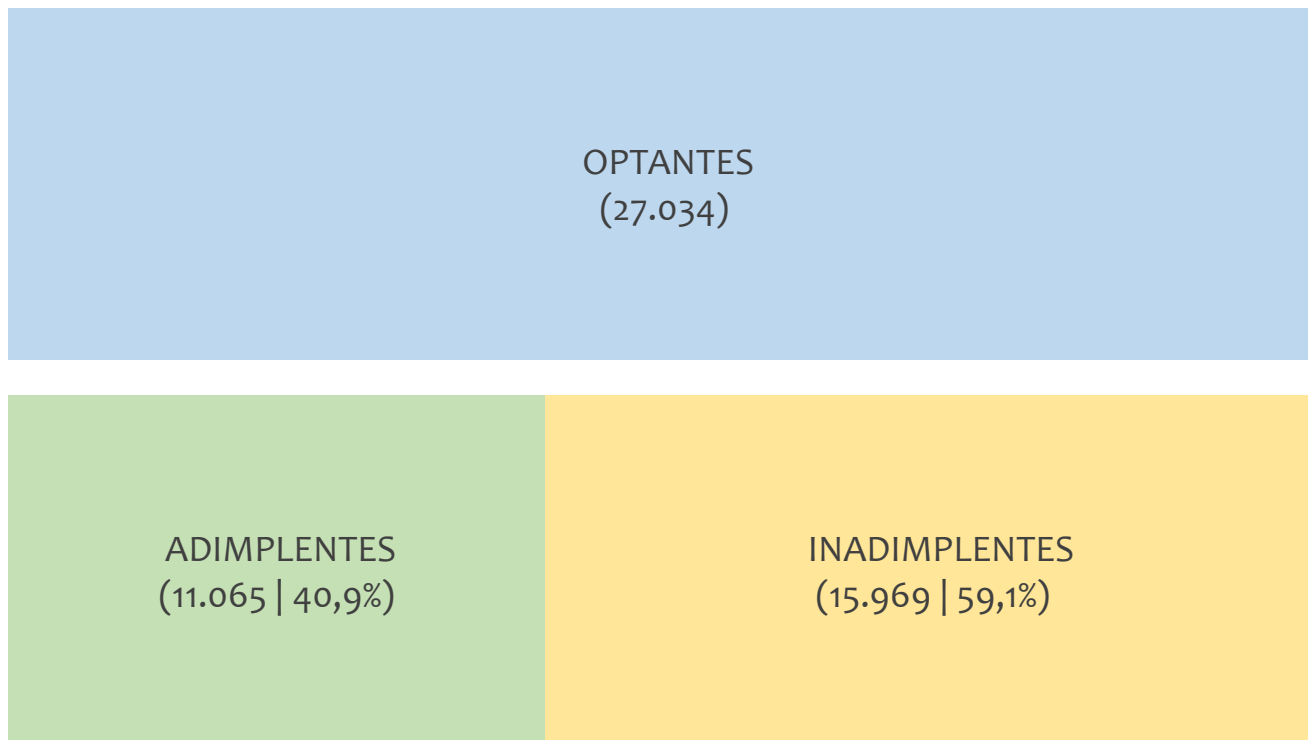 OPTANTES
(27.034)
ADIMPLENTES
(11.065 | 40,9%)
INADIMPLENTES
(15.969 | 59,1%)